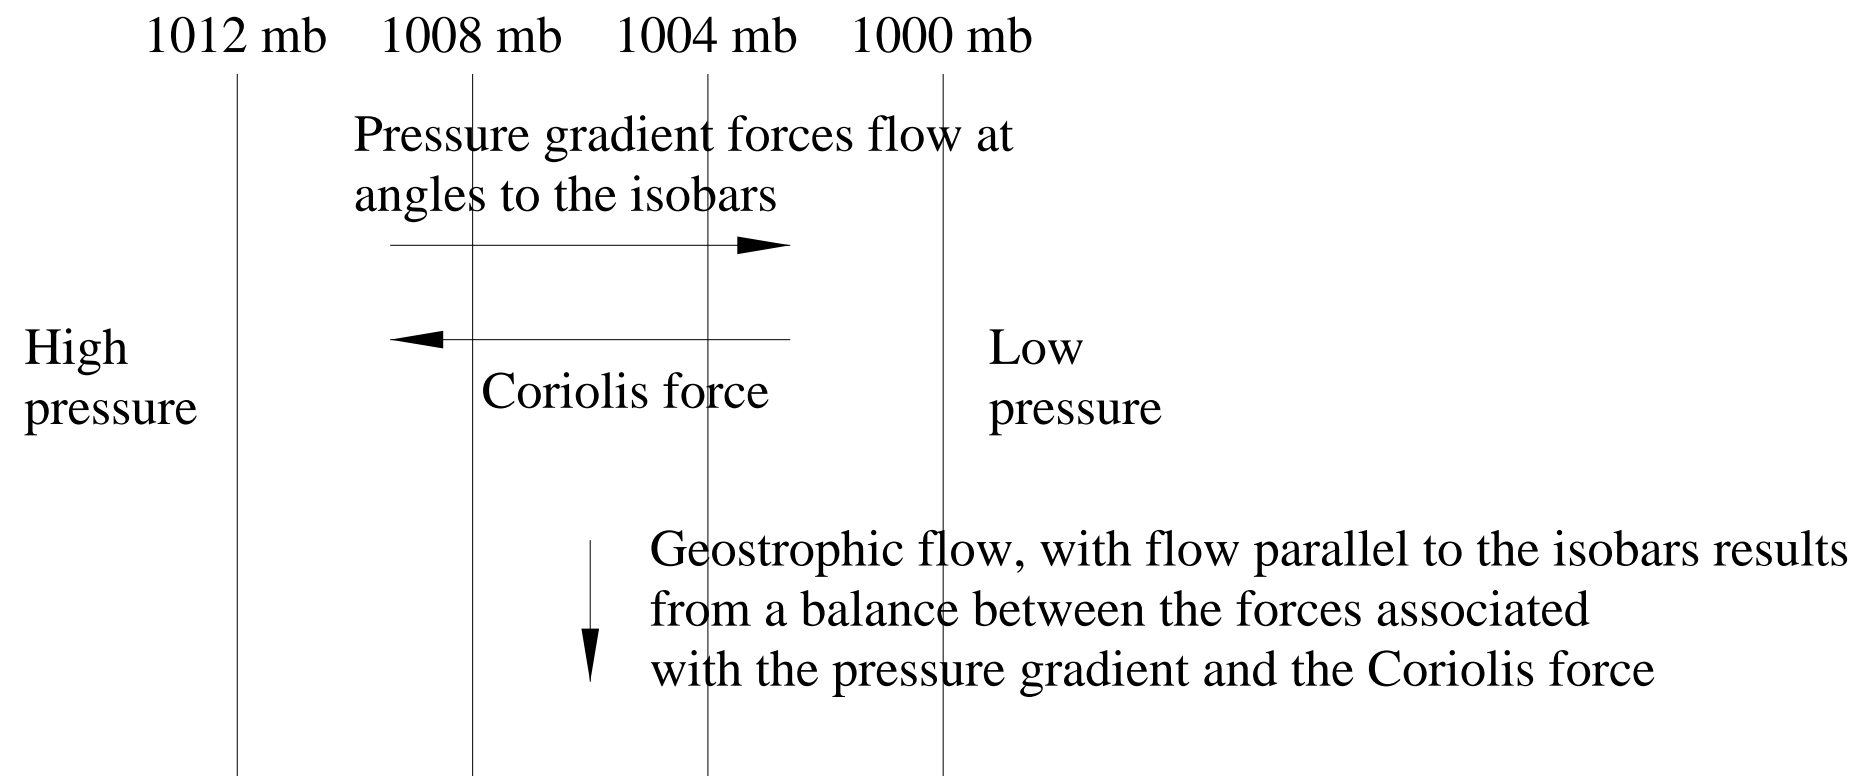 1012 mb 1008 mb 1004 mb 1000 mb
Pressure gradient forces flow at
angles to the isobars
High
pressure
Coriolis force
Low
pressure
Geostrophic flow, with flow parallel to the isobars results
from a balance between the forces associated
with the pressure gradient and the Coriolis force